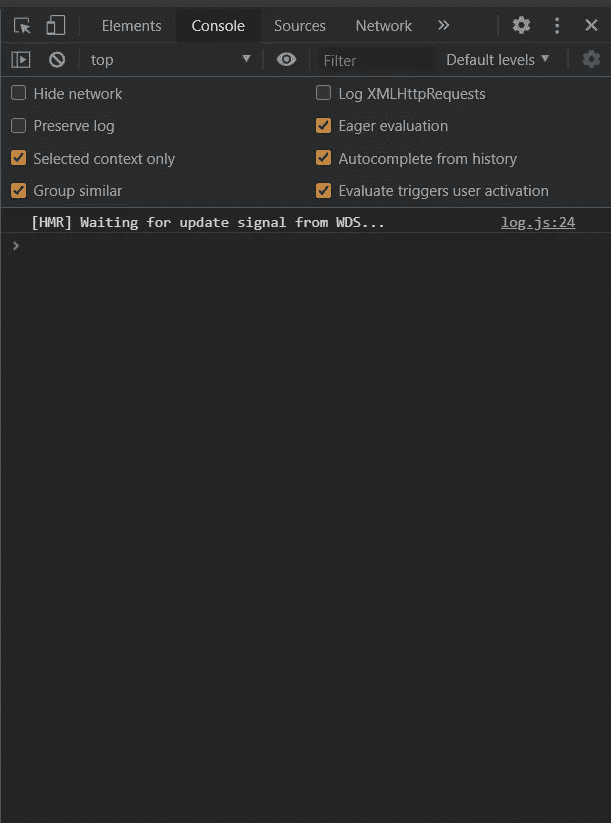 Elements Console Sources Network »
top Filter Default levels
Hide network Log XMLHttpRequests
Preserve log Eager evaluation
Selected context only Autocomplete from history
Group similar Evaluate triggers user activation
[HMR] Waiting for update signal from WDS... log.js:24
>